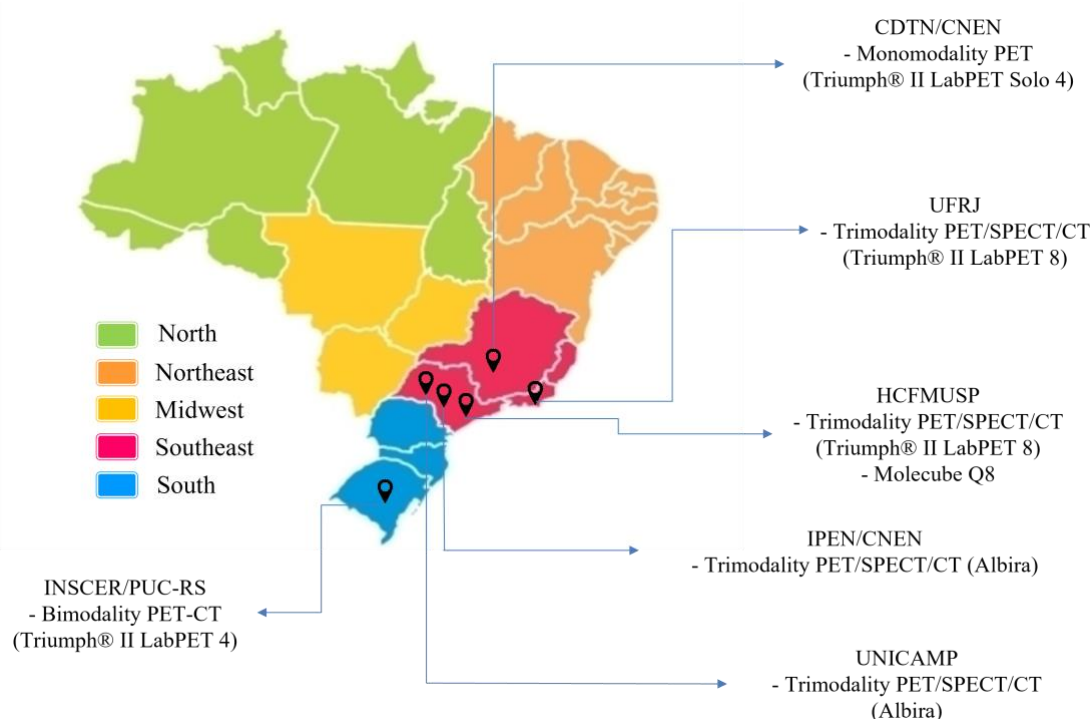 CDTN/CNEN
- Monomodality PET
(Triumph® II LabPET Solo 4)
UFRJ
- Trimodality PET/SPECT/CT
(Triumph® II LabPET 8)
North
Northeast
Midwest
Southeast
South
HCFMUSP
- Trimodality PET/SPECT/CT
(Triumph® II LabPET 8)
- Molecube Q8
IPEN/CNEN
- Trimodality PET/SPECT/CT (Albira)
INSCER/PUC-RS
- Bimodality PET-CT
(Triumph® II LabPET 4)
UNICAMP
- Trimodality PET/SPECT/CT
(Albira)